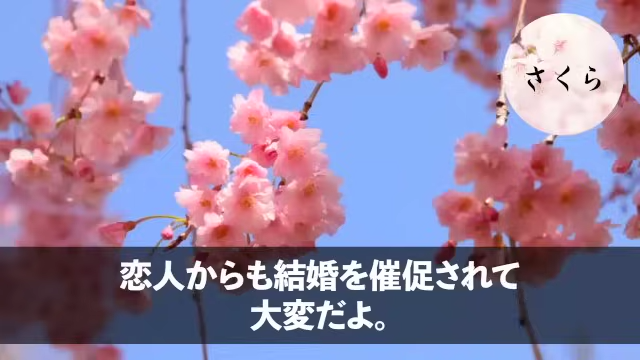 さくら
恋人からも結婚を催促されて
大変だよ。